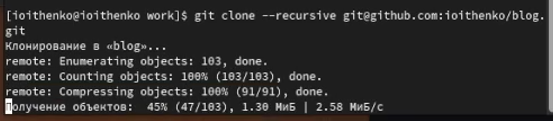 [ioithenko@ioithenko work]$ git clone --recursive git@github.com:ioithenko/blog.
git
Клонирование в «blog»...
remote: Enumerating objects: 103, done.
remote: Counting objects: 100% (103/103), done.
remote: Compressing objects: 100% (91/91), done.
Получение объектов:  45% (47/103), 1.30 МиБ | 2.58 МиБ/с